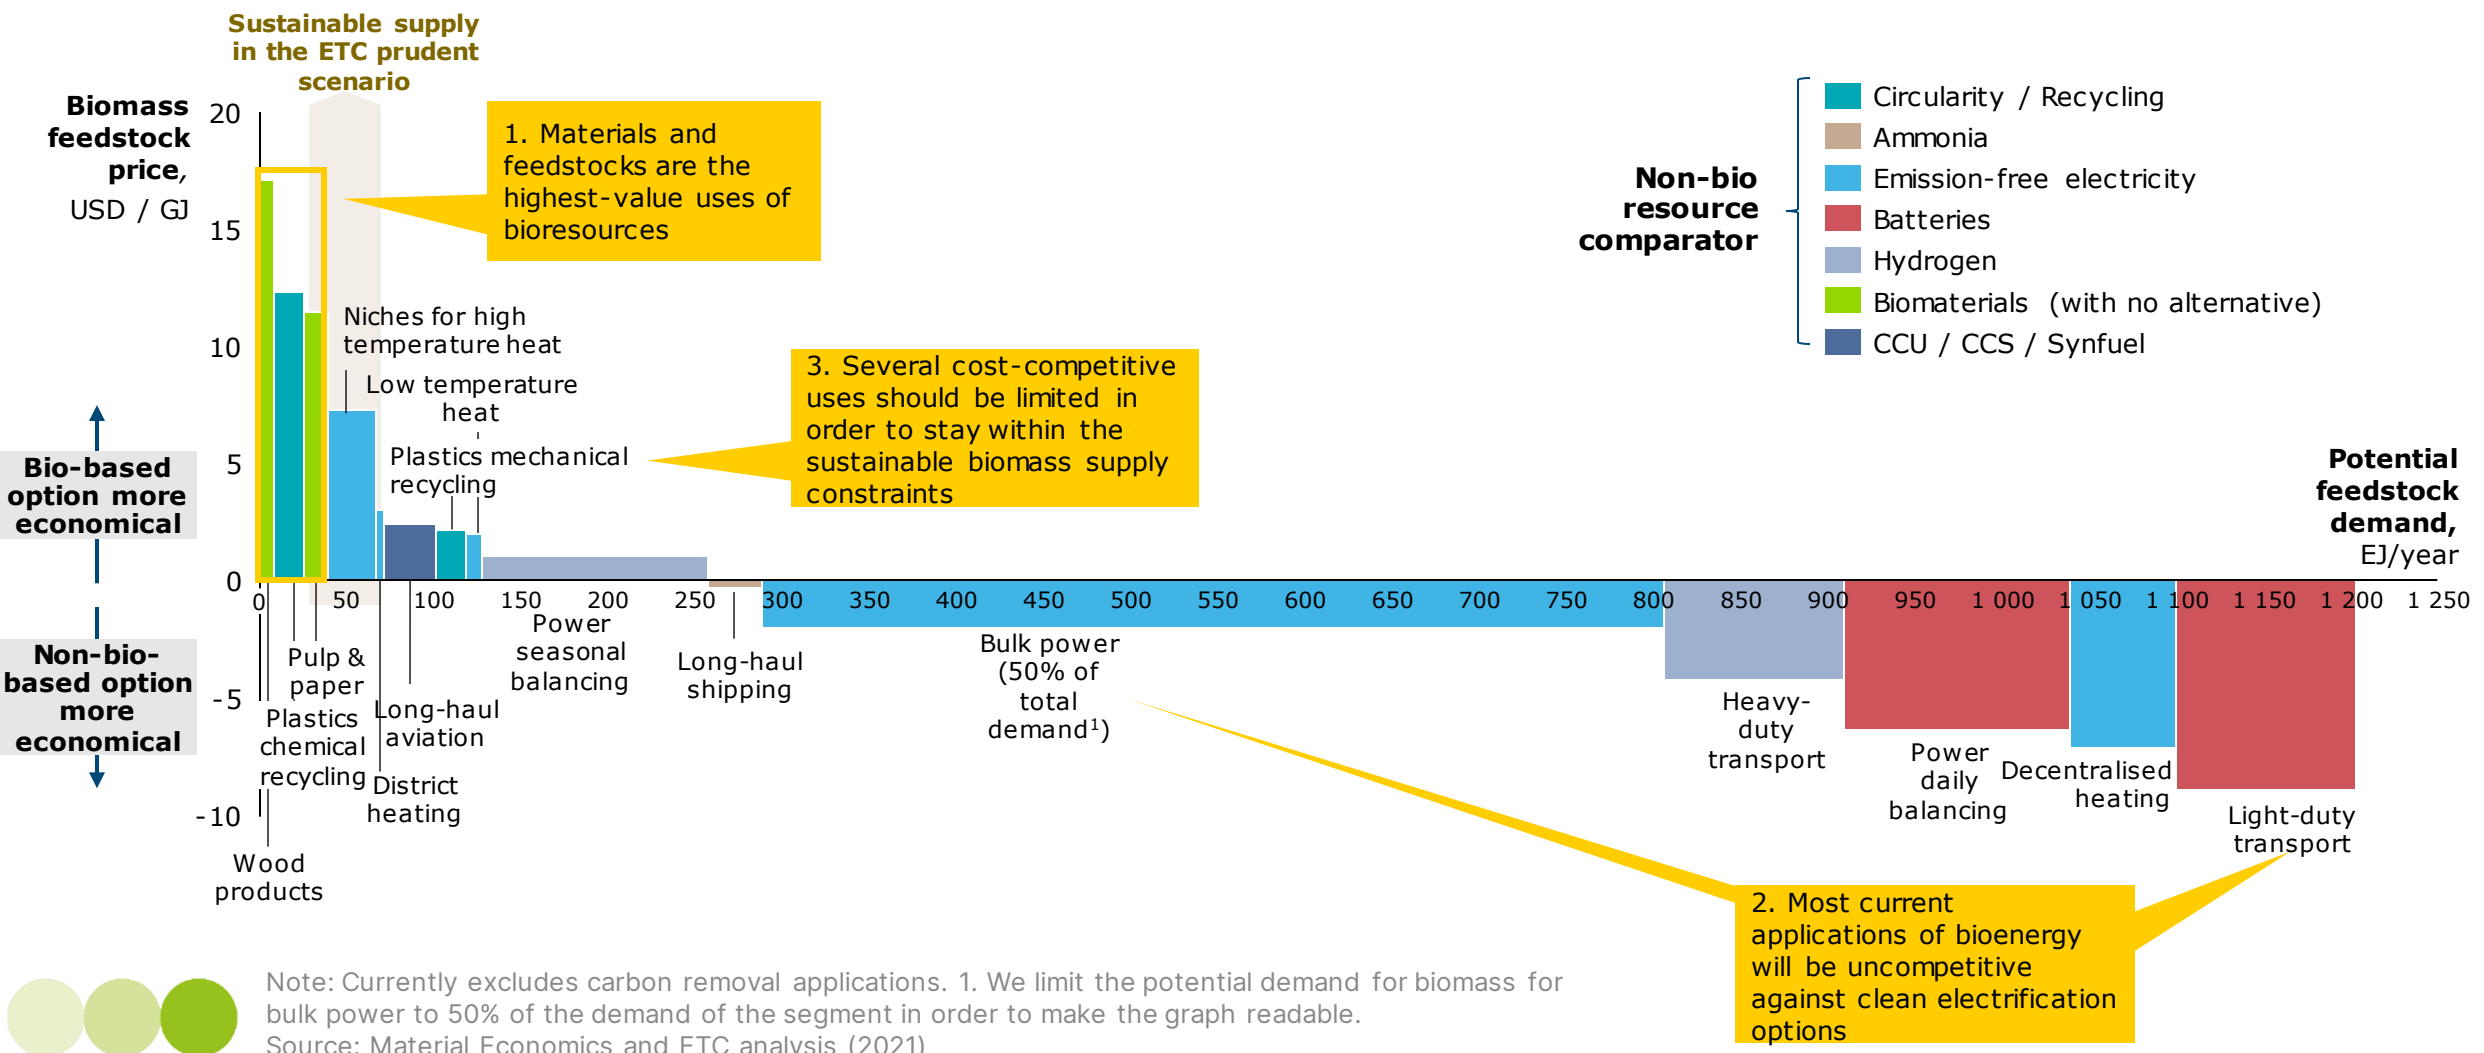 Sustainable supply
in the ETC prudent
scenario
Biomass
feedstock
price,
USD / GJ
20
15
10
5
0
-5
-10
1. Materials and
feedstocks are the
highest-value uses of
bioresources
Non-bio
resource
comparator
Circularity / Recycling
Ammonia
Emission-free electricity
Batteries
Hydrogen
Biomaterials (with no alternative)
CCU / CCS / Synfuel
Niches for high
temperature heat
Low temperature
heat
Plastics mechanical
recycling
3. Several cost-competitive
uses should be limited in
order to stay within the
sustainable biomass supply
constraints
Bio-based
option more
economical
Non-bio-
based option
more
economical
Potential
feedstock
demand,
EJ/year
0
50
100
150
200
250
300
350
400
450
500
550
600
650
700
750
800
850
900
950
1 000
1 050
1 100
1 150
1 200
1 250
Pulp &
paper
Plastics
chemical
recycling
Wood
products
Long-haul
aviation
District
heating
Power
seasonal
balancing
Long-haul
shipping
Bulk power
(50% of
total
demand¹)
Heavy-
duty
transport
Power
daily
balancing
Decentralised
heating
Light-duty
transport
2. Most current
applications of bioenergy
will be uncompetitive
against clean electrification
options
Note: Currently excludes carbon removal applications. 1. We limit the potential demand for biomass for
bulk power to 50% of the demand of the segment in order to make the graph readable.
Source: Material Economics and ETC analysis (2021)